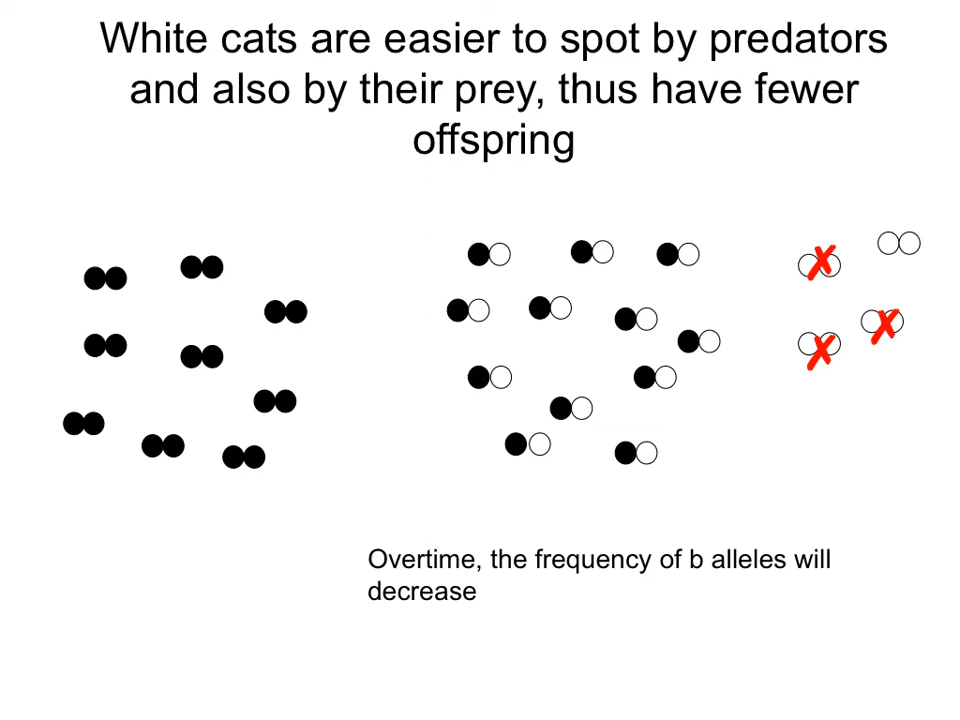 White cats are easier to spot by predators
and also by their prey, thus have fewer
offspring
Overtime, the frequency of b alleles will
decrease